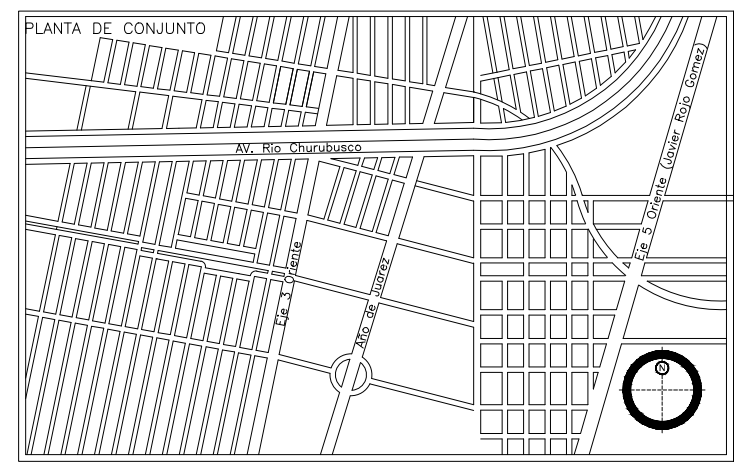 PLANTA DE CONJUNTO
AV. Rio Churubusco
Eje 5 Oriente (Javier Rojo Gomez)
Eje 3 Oriente
Año de Juarez
N